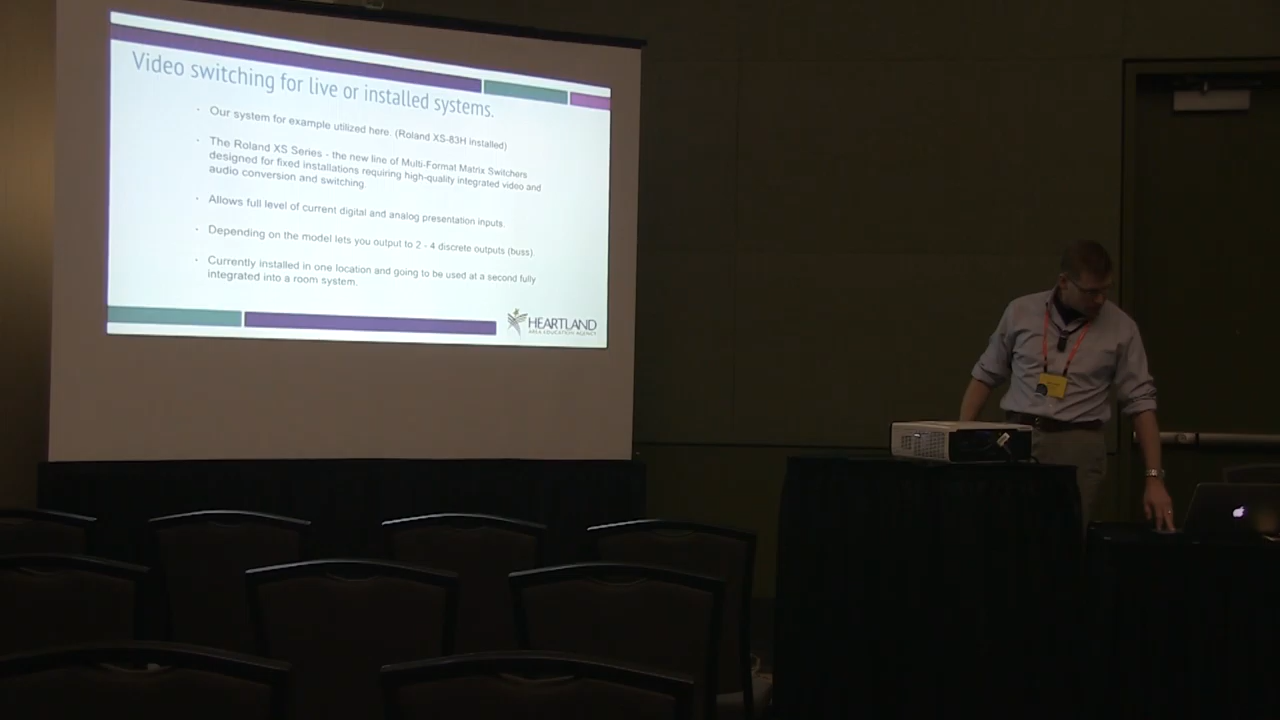 Video switching for live or installed systems.
· Our system for example utilized here. (Roland XS-83H installed)
· The Roland XS Series - the new line of Multi-Format Matrix Switchers
designed for fixed installations requiring high-quality integrated video and
audio conversion and switching.
· Allows full level of current digital and analog presentation inputs.
· Depending on the model lets you output to 2 - 4 discrete outputs (buss)
· Currently installed in one location and going to be used at a second fully
integrated into a room system.
HEARTLAND
AREA EDUCATION AGENCY